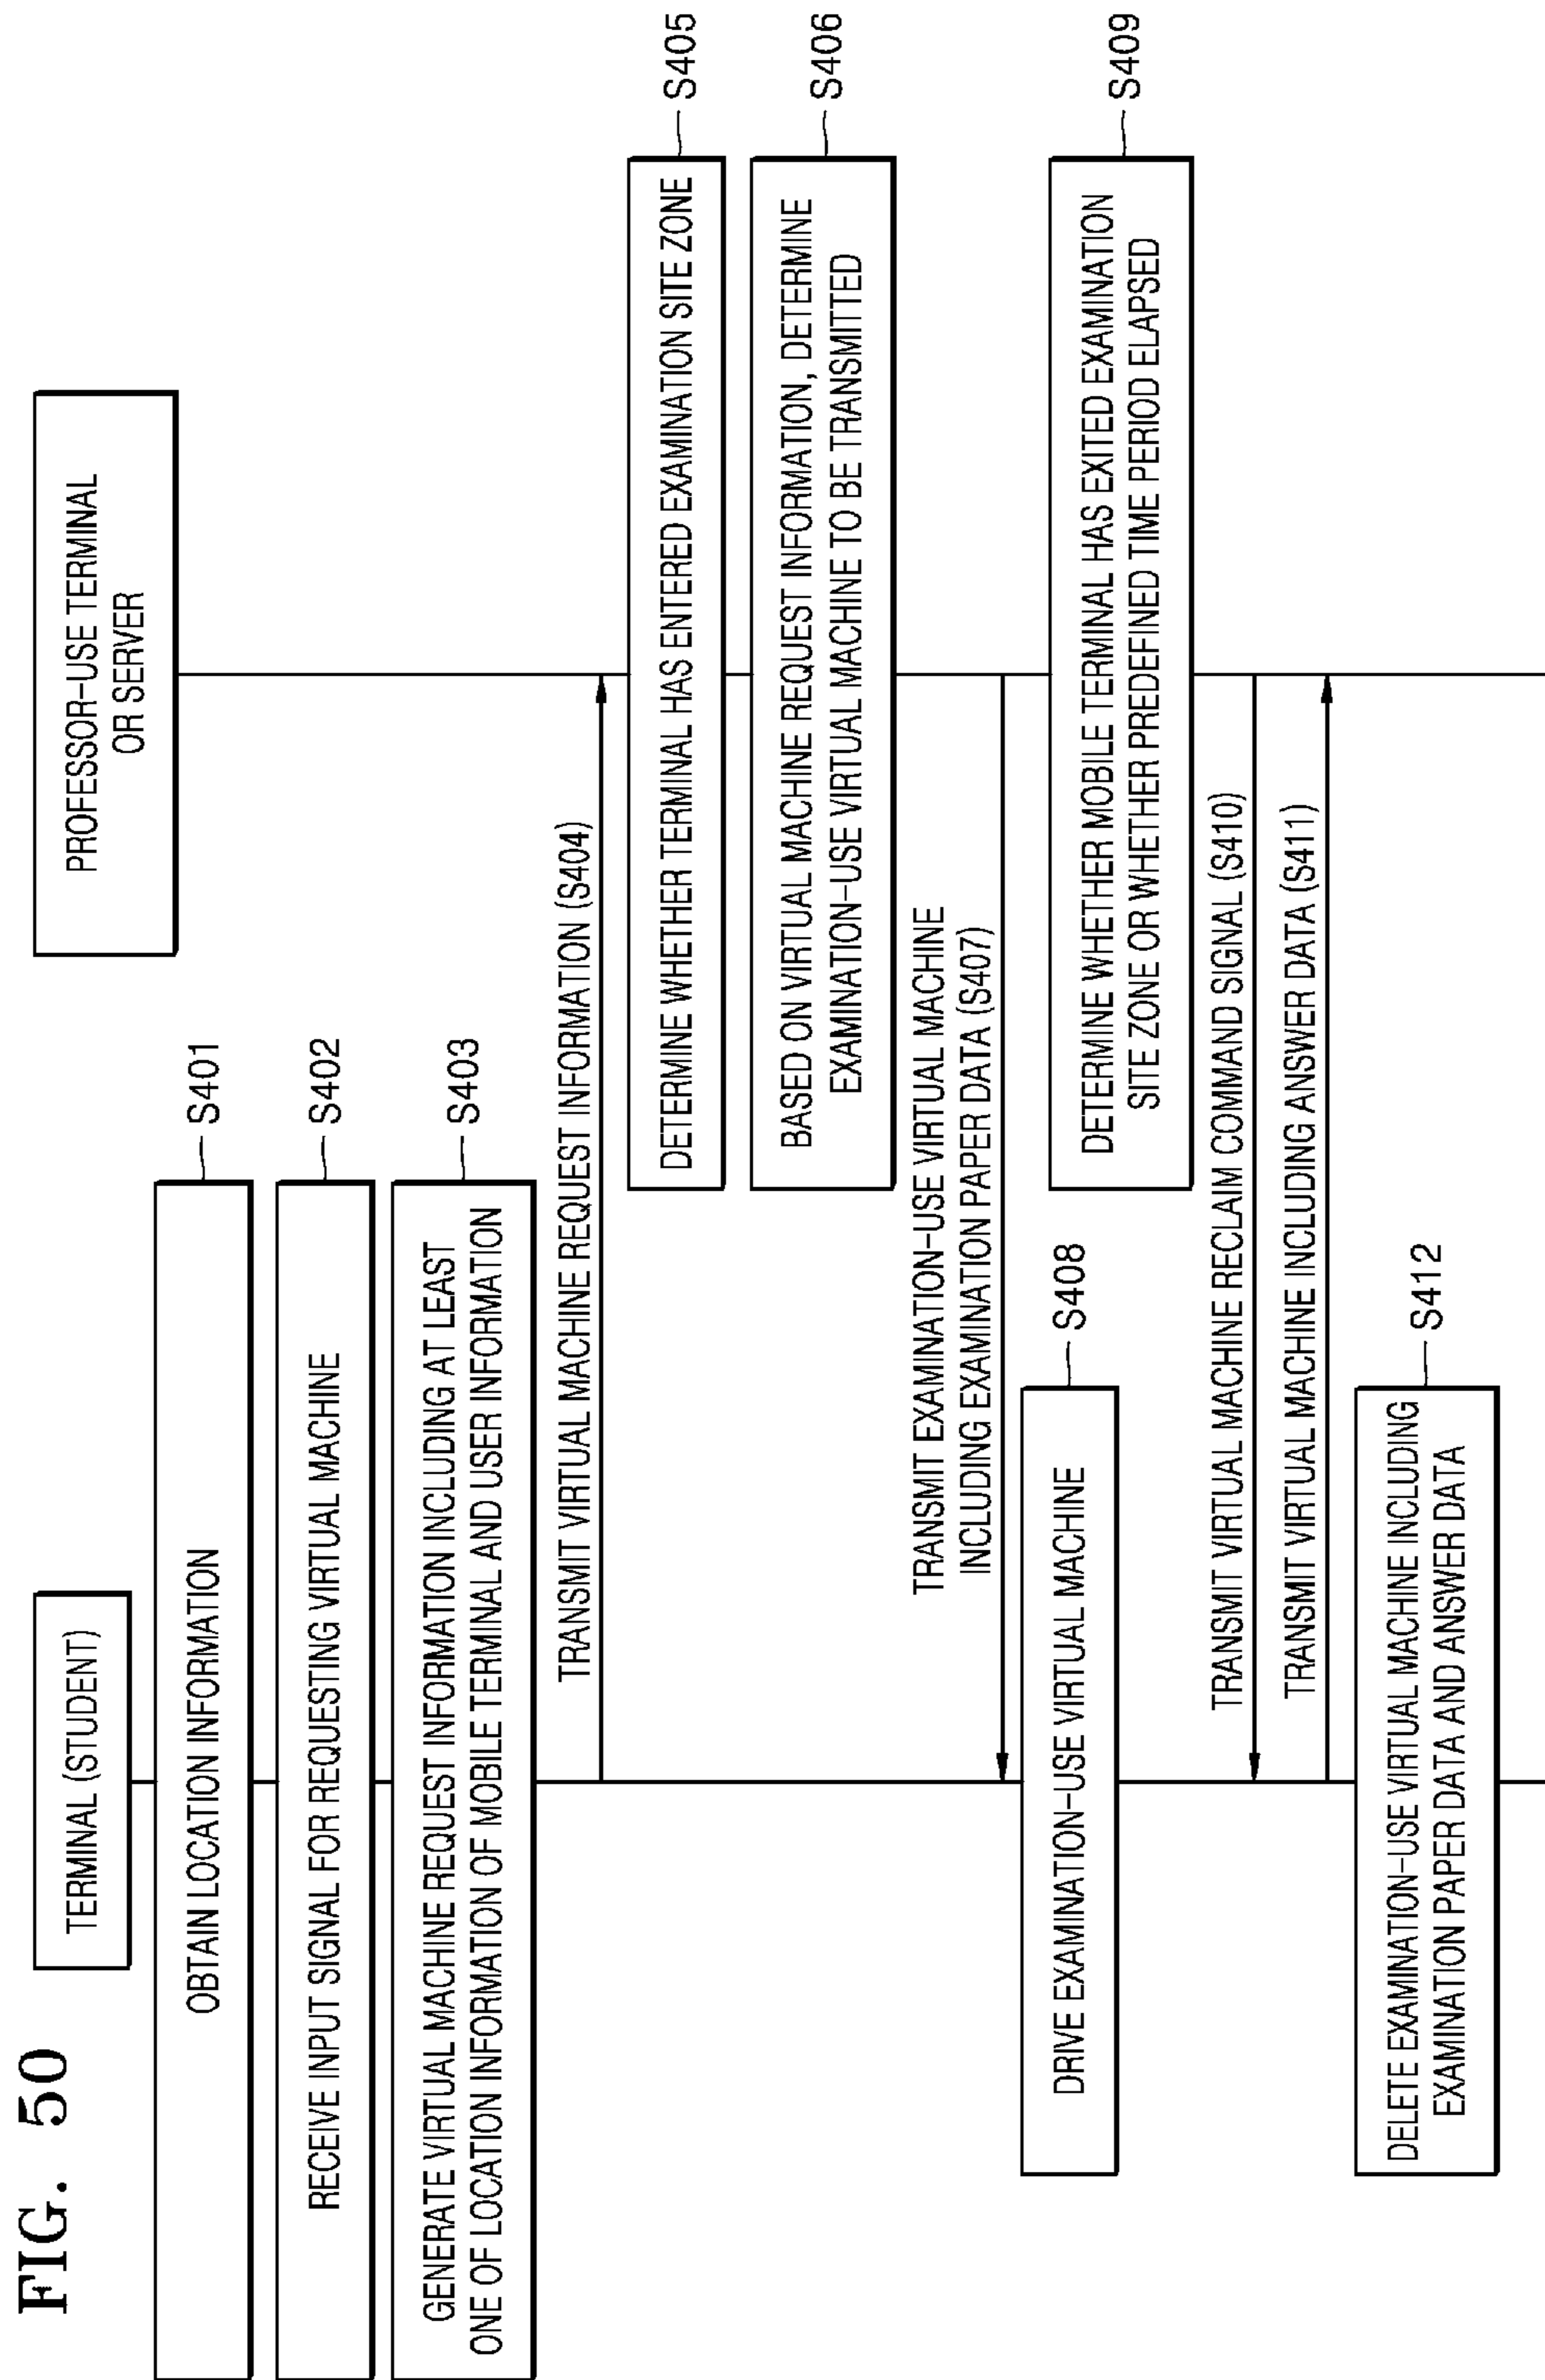 FIG. 50
TERMINAL (STUDENT)
PROFESSOR-USE TERMINAL
OR SERVER
OBTAIN LOCATION INFORMATION
S401
RECEIVE INPUT SIGNAL FOR REQUESTING VIRTUAL MACHINE
S402
GENERATE VIRTUAL MACHINE REQUEST INFORMATION INCLUDING AT LEAST
ONE OF LOCATION INFORMATION OF MOBILE TERMINAL AND USER INFORMATION
S403
TRANSMIT VIRTUAL MACHINE REQUEST INFORMATION (S404)
DETERMINE WHETHER TERMINAL HAS ENTERED EXAMINATION SITE ZONE
S405
BASED ON VIRTUAL MACHINE REQUEST INFORMATION, DETERMINE
EXAMINATION-USE VIRTUAL MACHINE TO BE TRANSMITTED
S406
TRANSMIT EXAMINATION-USE VIRTUAL MACHINE
INCLUDING EXAMINATION PAPER DATA (S407)
DRIVE EXAMINATION-USE VIRTUAL MACHINE
S408
DETERMINE WHETHER MOBILE TERMINAL HAS EXITED EXAMINATION
SITE ZONE OR WHETHER PREDEFINED TIME PERIOD ELAPSED
S409
TRANSMIT VIRTUAL MACHINE RECLAIM COMMAND SIGNAL (S410)
TRANSMIT VIRTUAL MACHINE INCLUDING ANSWER DATA (S411)
DELETE EXAMINATION-USE VIRTUAL MACHINE INCLUDING
EXAMINATION PAPER DATA AND ANSWER DATA
S412